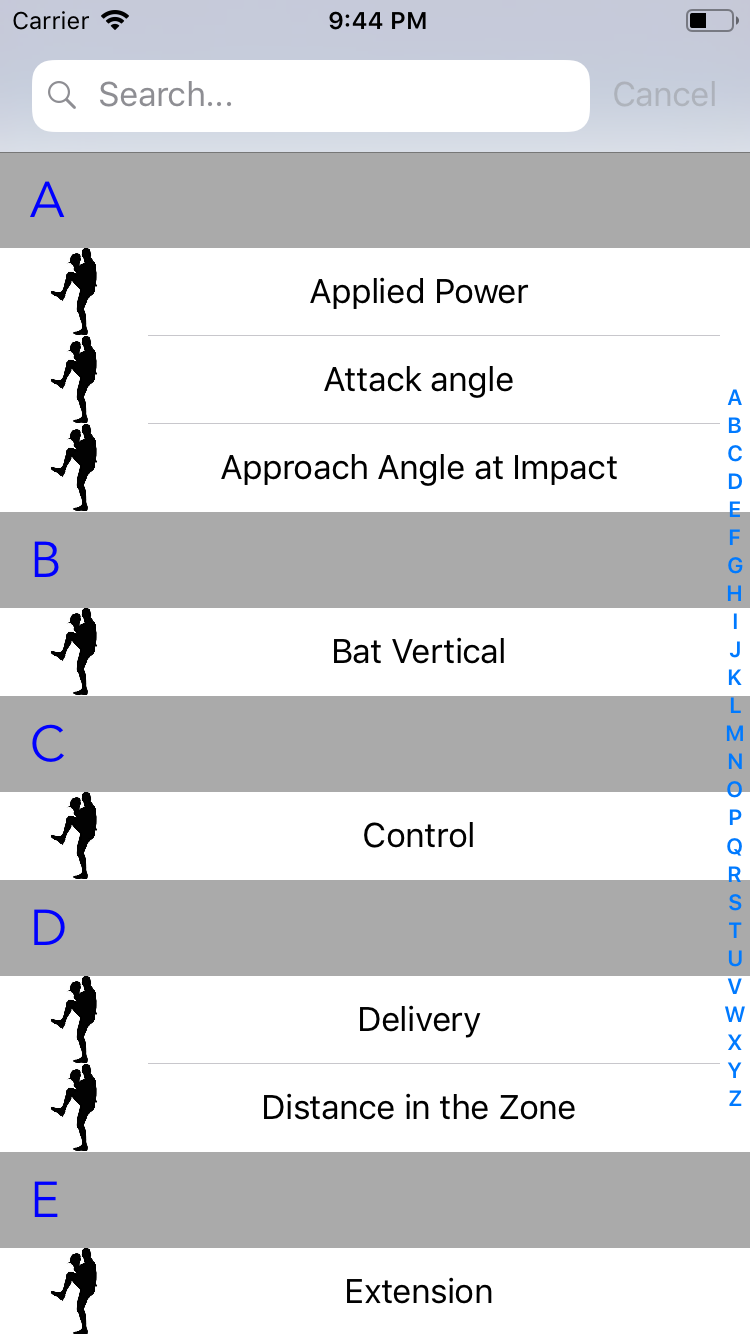 Carrier 9:44 PM
Search... Cancel
A
Applied Power
Attack angle
Approach Angle at Impact
B
Bat Vertical
C
Control
D
Delivery
Distance in the Zone
E
Extension
A
B
C
D
E
F
G
H
I
J
K
L
M
N
O
P
Q
R
S
T
U
V
W
X
Y
Z